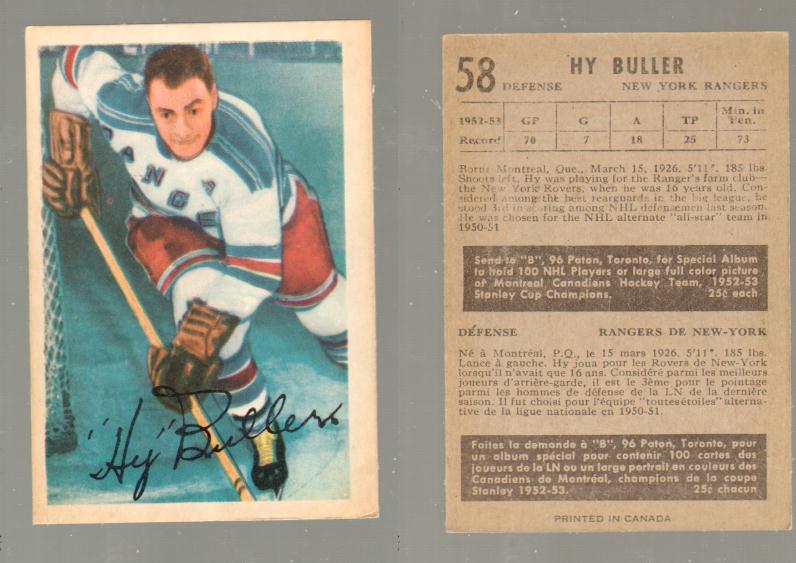 RANGE
"Hy" Buller
58
HY BULLER
DEFENSE NEW YORK RANGERS
1952-53 GP G A TP Min. in Pen.
Record 70 7 18 25 73
Born: Montreal, Que., March 15, 1926. 5'11". 185 lbs
Shoots left. Hy was playing for the Ranger's farm club—
the New York Rovers, when he was 16 years old. Con-
sidered among the best rearguards in the big league, he
stood 3rd in scoring among NHL defensemen last season.
He was chosen for the NHL alternate "all-star" team in
1950-51
Send to "B", 96 Paton, Toronto, for Special Album
to hold 100 NHL Players or large full color picture
of Montreal Canadiens Hockey Team, 1952-53
Stanley Cup Champions. 25¢ each
DÉFENSE RANGERS DE NEW-YORK
Né à Montréal, P.Q., le 15 mars 1926. 5'11". 185 lbs.
Lance à gauche. Hy joua pour les Rovers de New-York
lorsqu'il n'avait que 16 ans. Considéré parmi les meilleurs
joueurs d'arrière-garde, il est le 3ème pour le pointage
parmi les hommes de défense de la LN de la dernière
saison. Il fut choisi pour l'équipe "toutes étoiles" alterna-
tive de la ligue nationale en 1950-51.
Faites la demande à "B", 96 Paton, Toronto, pour
un album spécial pour contenir 100 cartes des
joueurs de la LN ou un large portrait en couleurs des
Canadiens de Montréal, champions de la coupe
Stanley 1952-53. 25¢ chacun
PRINTED IN CANADA